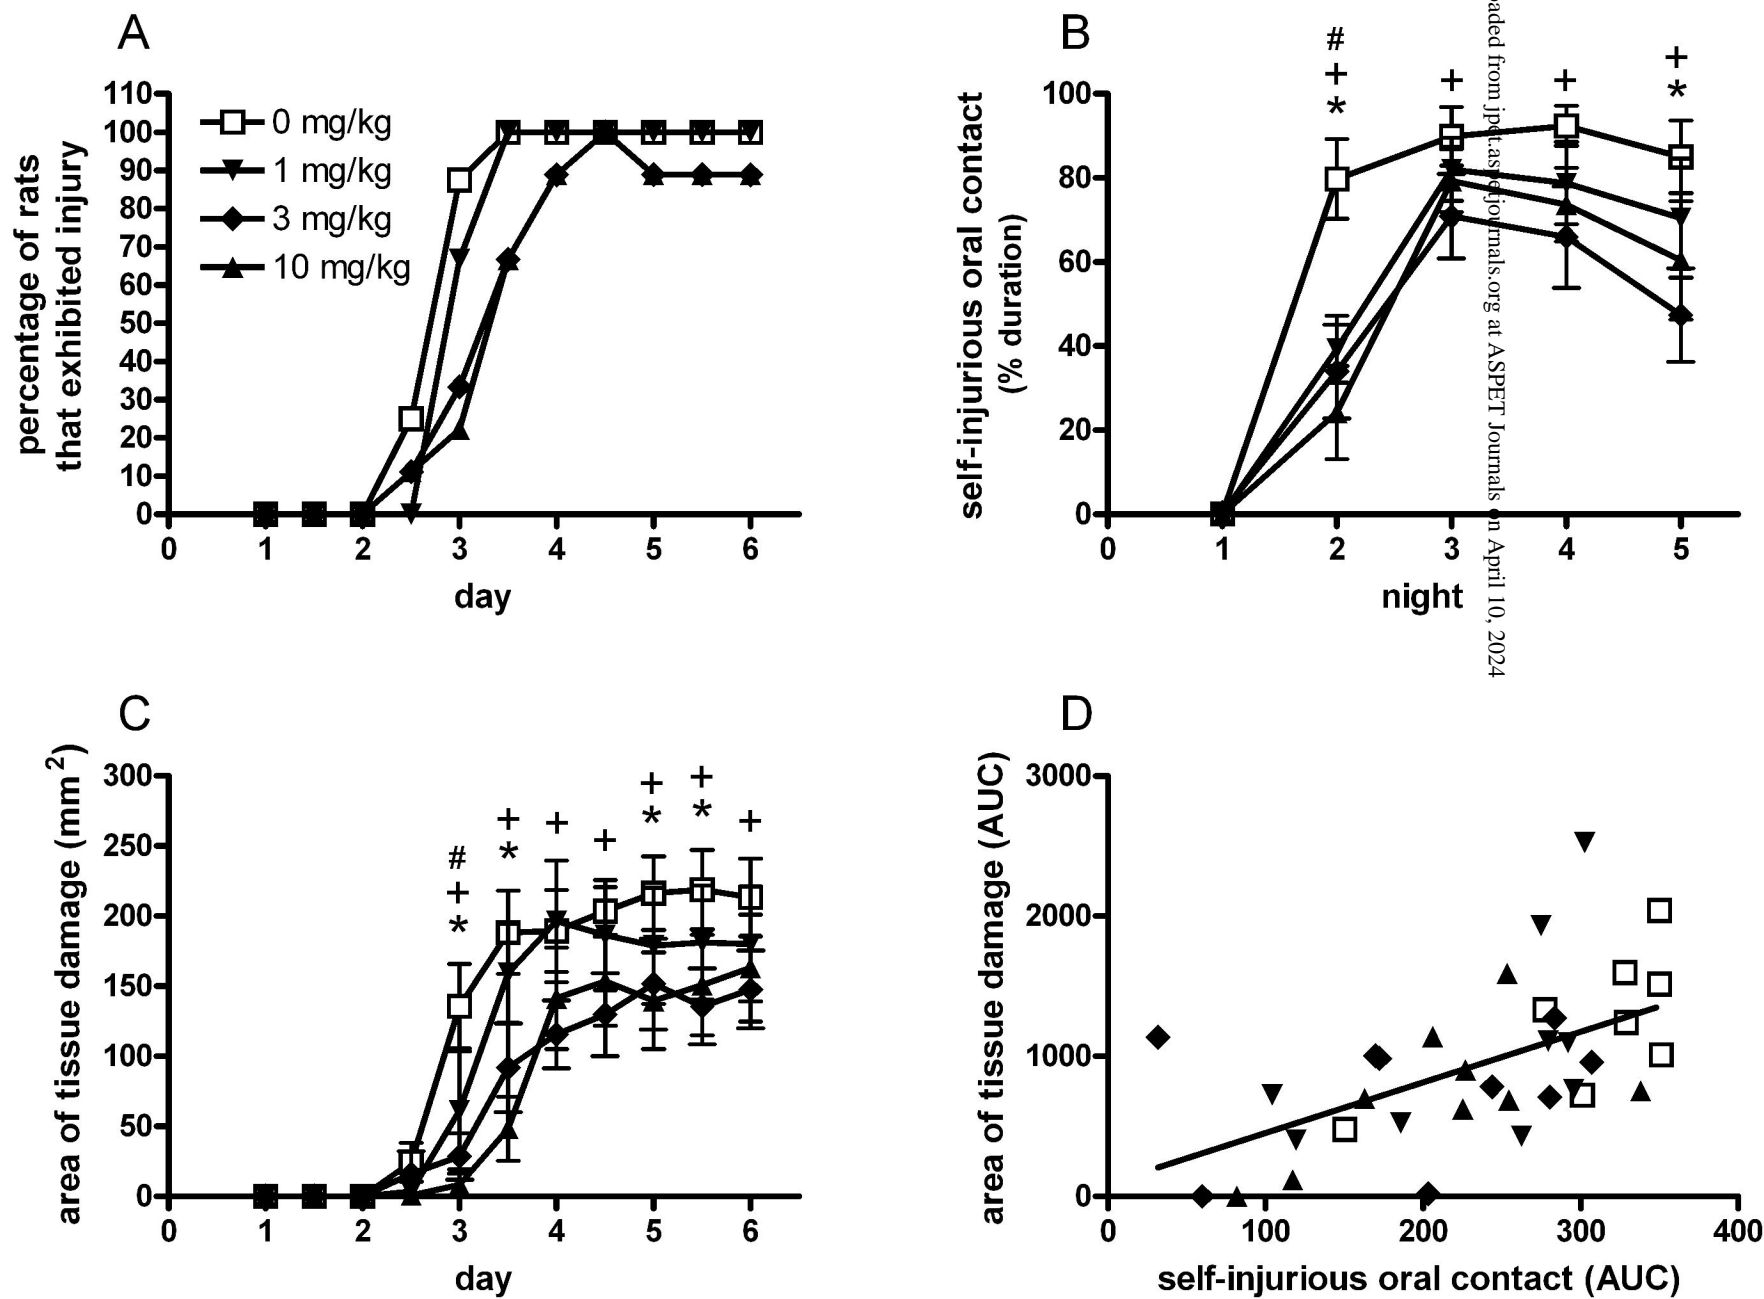 A
110
100
90
80
70
60
50
40
30
20
10
0
0 mg/kg
1 mg/kg
3 mg/kg
10 mg/kg
percentage of rats
that exhibited injury
0 1 2 3 4 5 6
day
B
#
+ + + +
* *
100
80
60
40
20
0
self-injurious oral contact
(% duration)
0 1 2 3 4 5
night
aded from jpet.aspetjournals.org at ASPET Journals on April 10, 2024
C
300
250
200
150
100
50
0
area of tissue damage (mm²)
# + + + + + +
+ * * *
*
0 1 2 3 4 5 6
day
D
3000
2000
1000
0
area of tissue damage (AUC)
0 100 200 300 400
self-injurious oral contact (AUC)